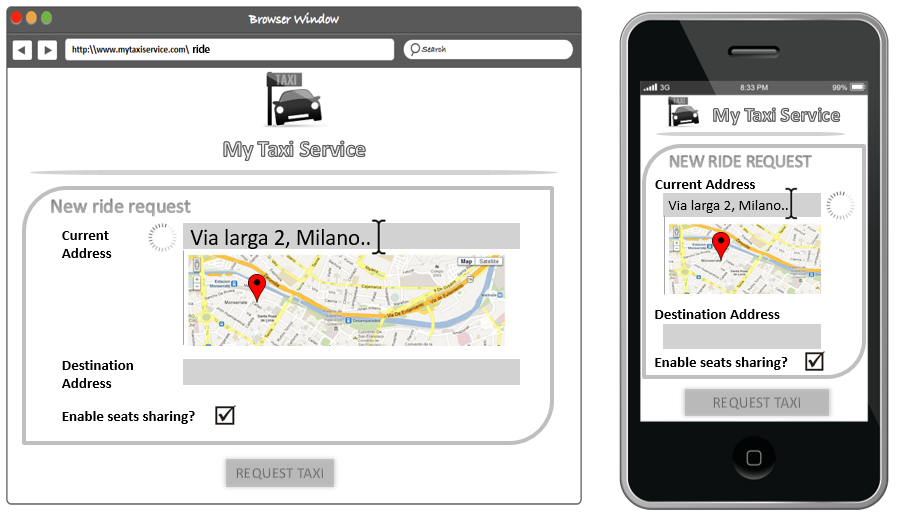 Browser Window
http:\\www.mytaxiservice.com\ ride
Search
TAXI
My Taxi Service
New ride request
Current
Address
Via larga 2, Milano..
Map Satellite
Destination
Address
Enable seats sharing?
REQUEST TAXI
3G 8:33 PM 99%
TAXI
My Taxi Service
NEW RIDE REQUEST
Current Address
Via larga 2, Milano..
Destination Address
Enable seats sharing?
REQUEST TAXI